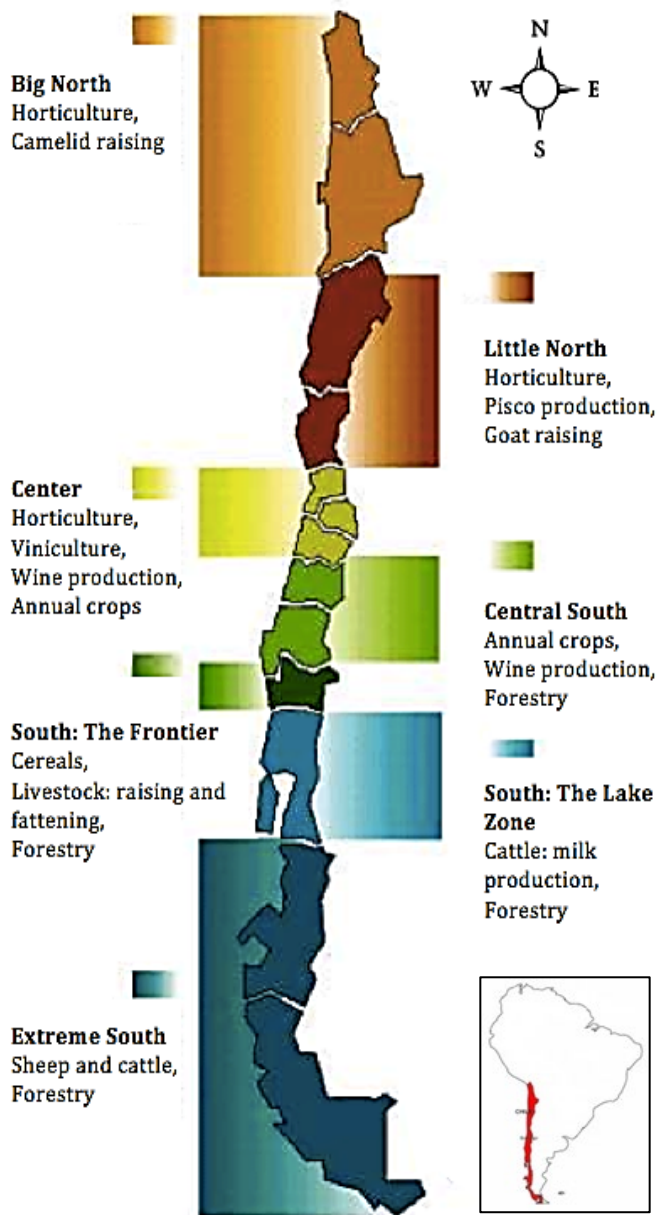 N
W
E
S
Big North
Horticulture,
Camelid raising
Little North
Horticulture,
Pisco production,
Goat raising
Center
Horticulture,
Viniculture,
Wine production,
Annual crops
Central South
Annual crops,
Wine production,
Forestry
South: The Frontier
Cereals,
Livestock: raising and
fattening,
Forestry
South: The Lake
Zone
Cattle: milk
production,
Forestry
Extreme South
Sheep and cattle,
Forestry